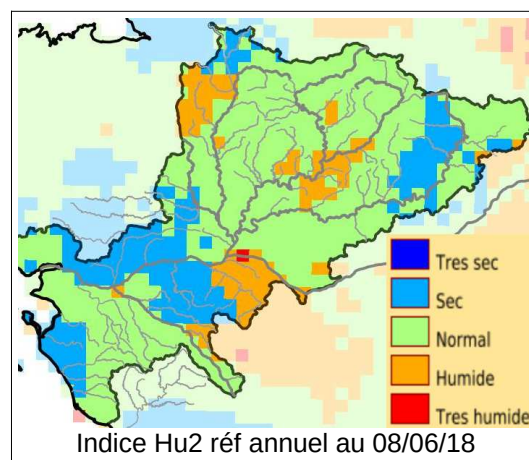 Tres sec
Sec
Normal
Humide
Tres humide
Indice Hu2 réf annuel au 08/06/18